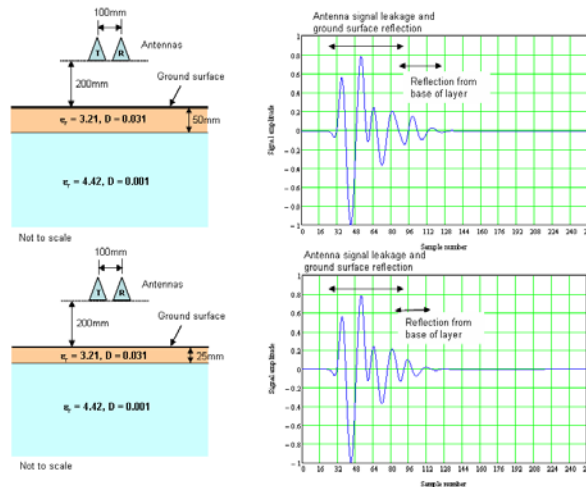 100mm
T R
Antennas
200mm
Ground surface
εr = 3.21, D = 0.031
50mm
εr = 4.42, D = 0.001
Not to scale
Antenna signal leakage and
ground surface reflection
Reflection from
base of layer
Signal amplitude
1
0.8
0.6
0.4
0.2
0
-0.2
-0.4
-0.6
-0.8
-1
0 16 32 48 64 80 96 112 128 144 160 176 192 208 224 240
Sample number
100mm
T R
Antennas
200mm
Ground surface
εr = 3.21, D = 0.031
25mm
εr = 4.42, D = 0.001
Not to scale
Antenna signal leakage and
ground surface reflection
Reflection from
base of layer
Signal amplitude
1
0.8
0.6
0.4
0.2
0
-0.2
-0.4
-0.6
-0.8
-1
0 16 32 48 64 80 96 112 128 144 160 176 192 208 224 240
Sample number